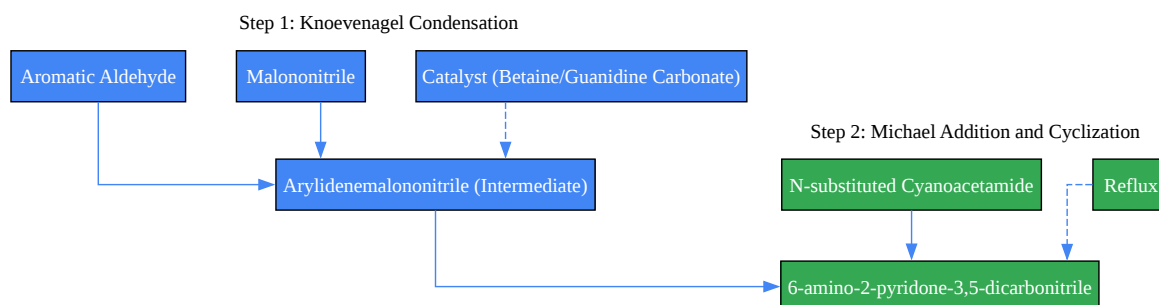 Step 1: Knoevenagel Condensation
Aromatic Aldehyde
Malononitrile
Catalyst (Betaine/Guanidine Carbonate)
Step 2: Michael Addition and Cyclization
Arylidenemalononitrile (Intermediate)
N-substituted Cyanoacetamide
Reflux
6-amino-2-pyridone-3,5-dicarbonitrile